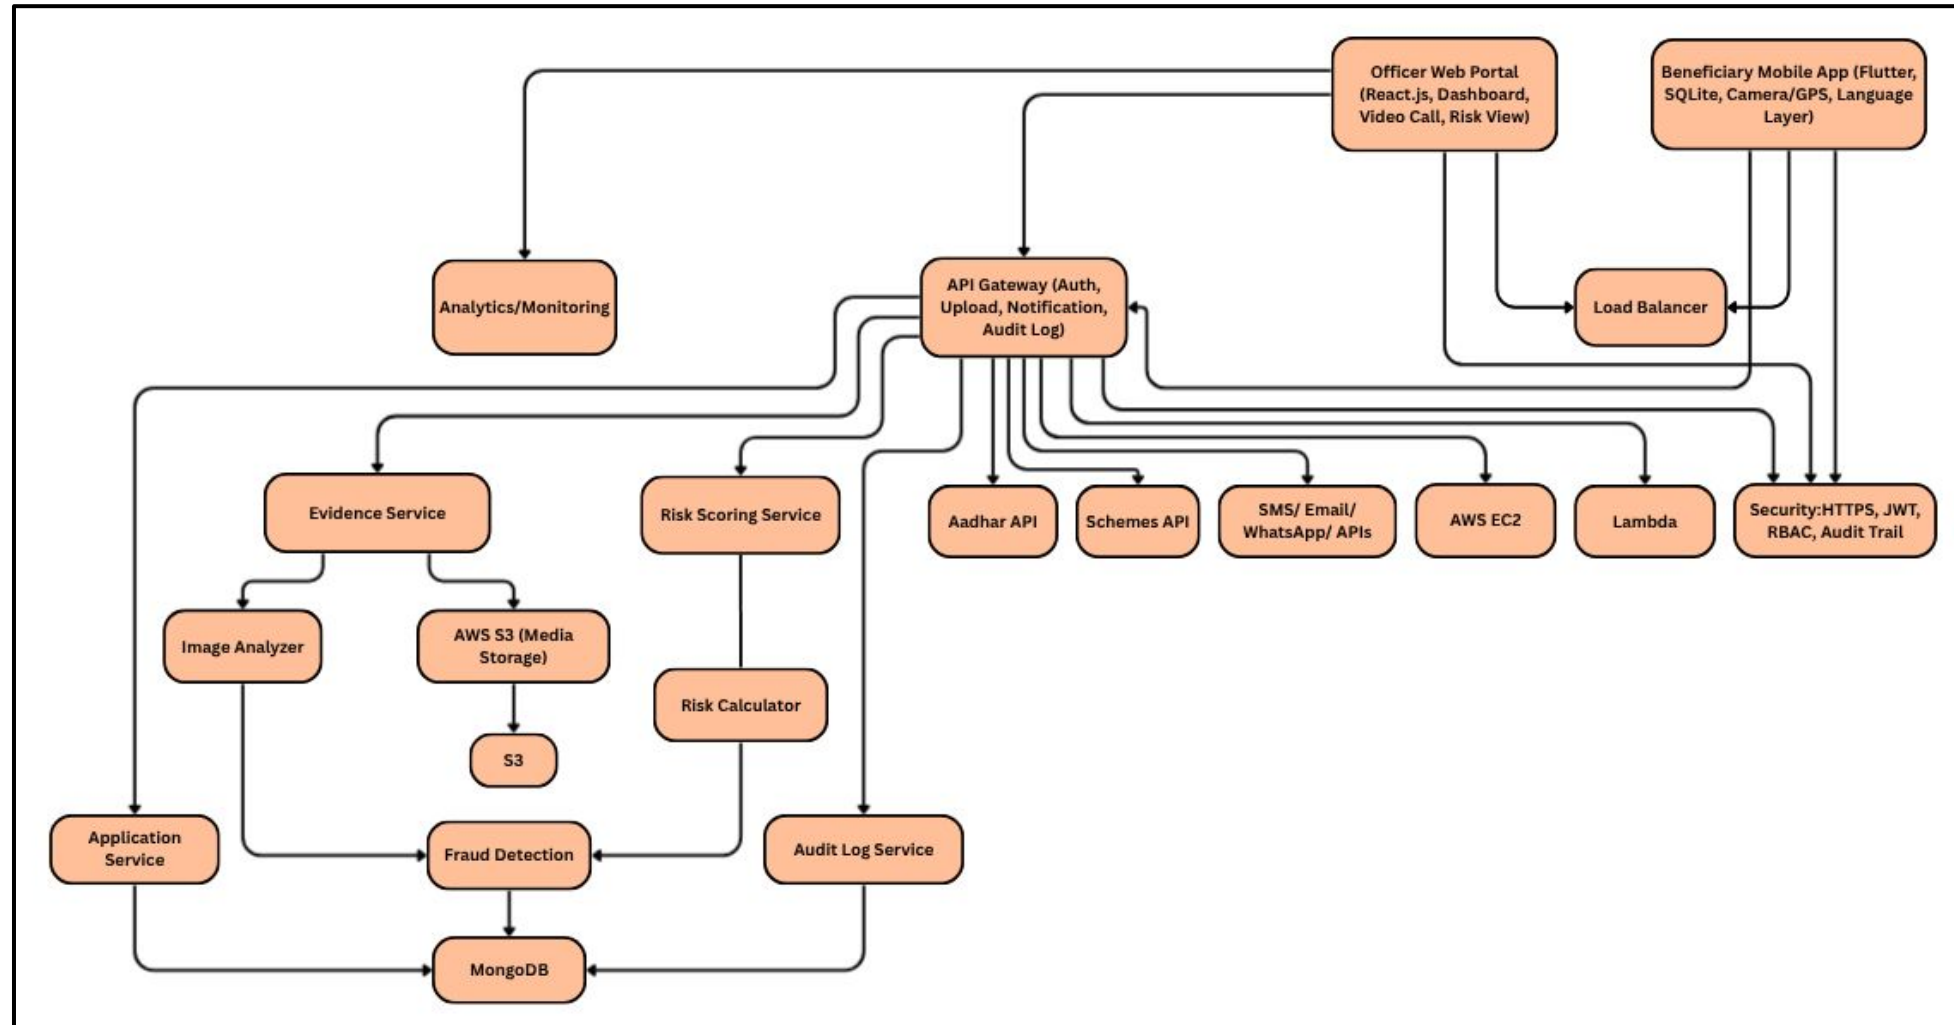 Officer Web Portal
(React.js, Dashboard,
Video Call, Risk View)
Beneficiary Mobile App (Flutter,
SQLite, Camera/GPS, Language
Layer)
Analytics/Monitoring
API Gateway (Auth,
Upload, Notification,
Audit Log)
Load Balancer
Evidence Service
Risk Scoring Service
Aadhar API
Schemes API
SMS/ Email/
WhatsApp/ APIs
AWS EC2
Lambda
Security:HTTPS, JWT,
RBAC, Audit Trail
Image Analyzer
AWS S3 (Media
Storage)
Risk Calculator
S3
Application
Service
Fraud Detection
Audit Log Service
MongoDB